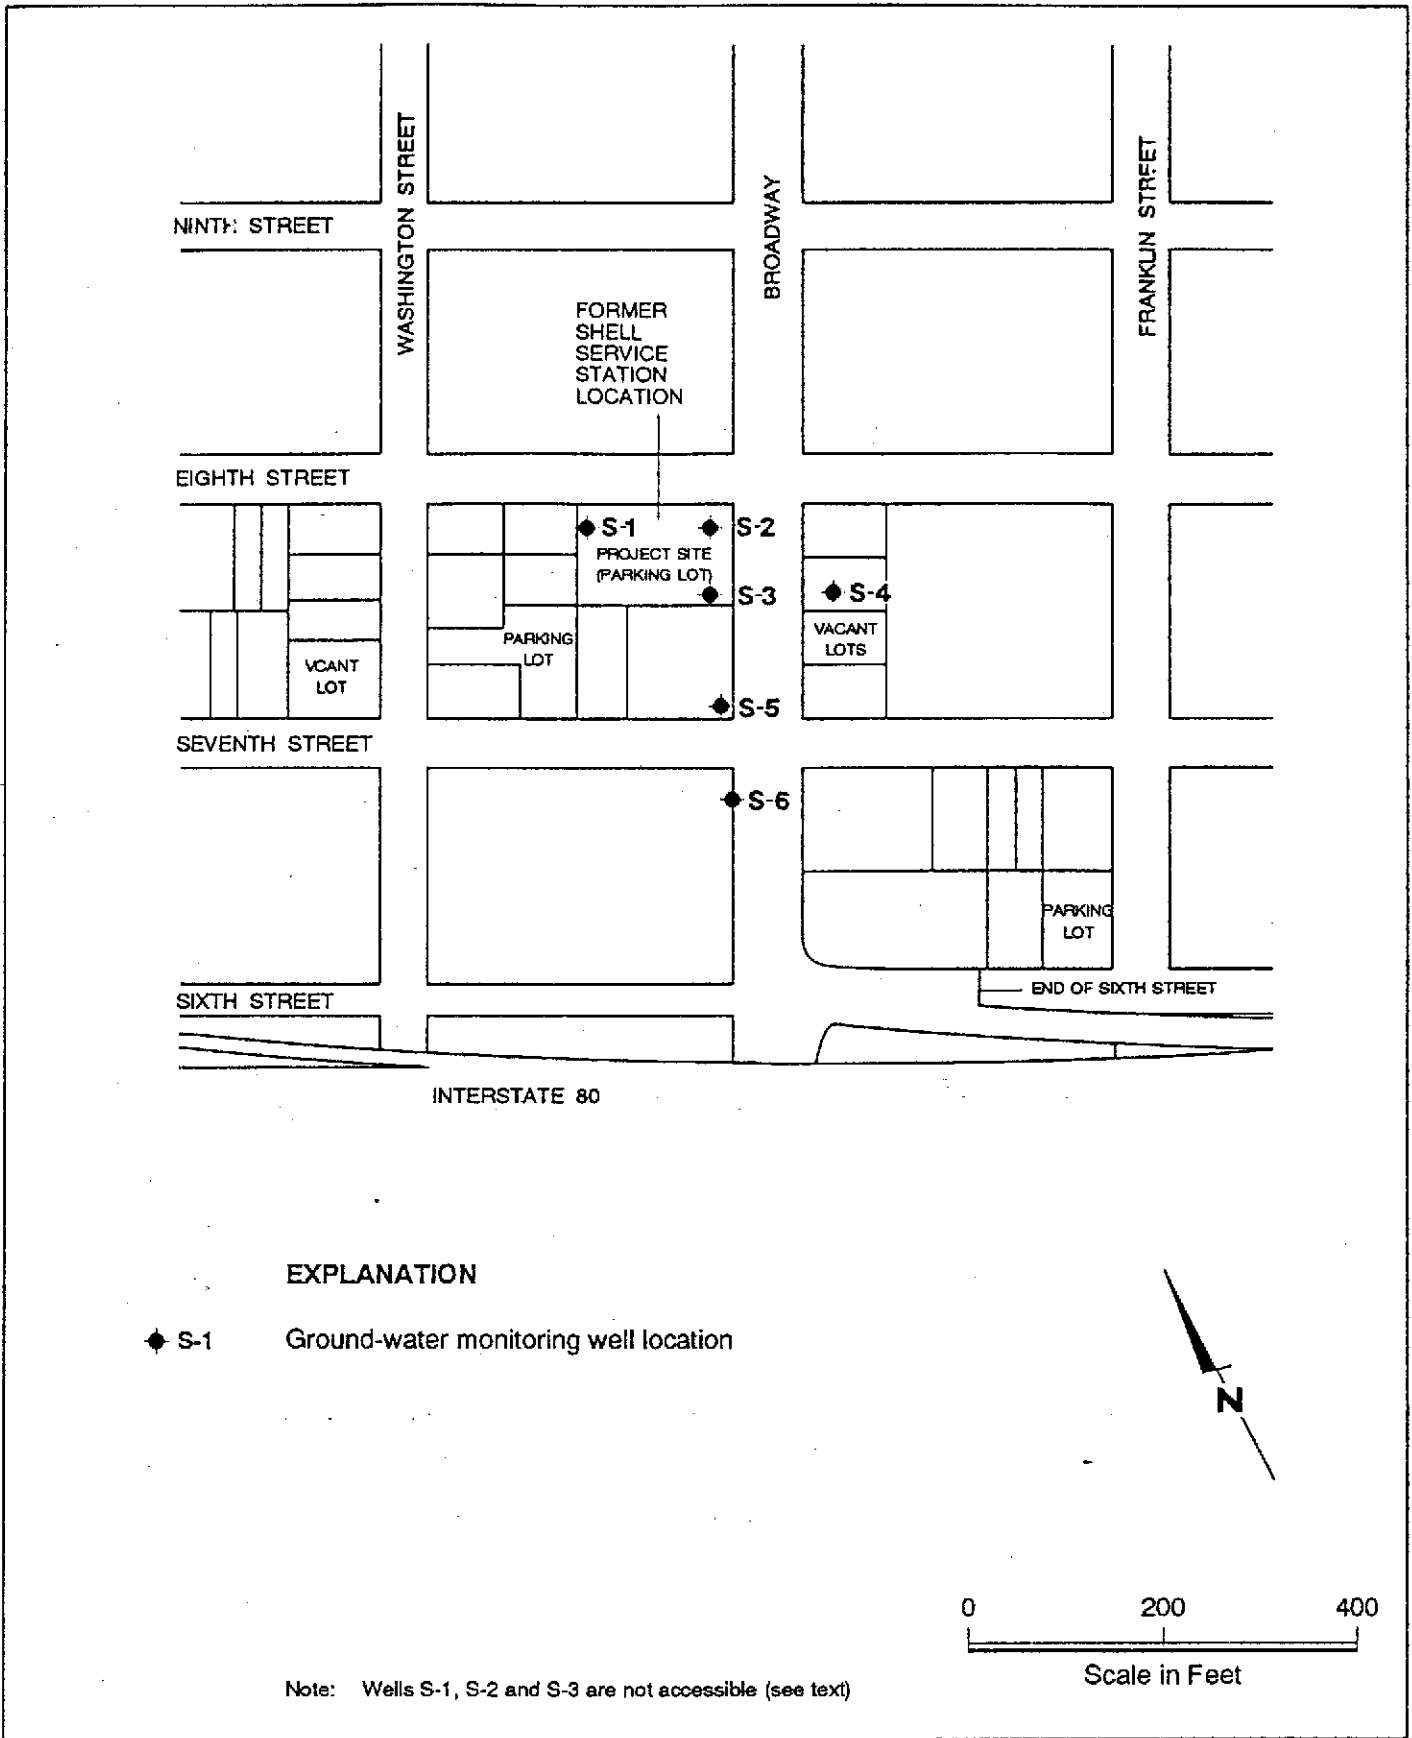 WASHINGTON STREET
BROADWAY
FRANKLIN STREET
NINTH STREET
FORMER
SHELL
SERVICE
STATION
LOCATION
EIGHTH STREET
S-1
S-2
PROJECT SITE
(PARKING LOT)
S-3
S-4
PARKING
LOT
VACANT
LOTS
VCANT
LOT
S-5
SEVENTH STREET
S-6
PARKING
LOT
END OF SIXTH STREET
SIXTH STREET
INTERSTATE 80
EXPLANATION
S-1 Ground-water monitoring well location
N
0 200 400
Scale in Feet
Note: Wells S-1, S-2 and S-3 are not accessible (see text)